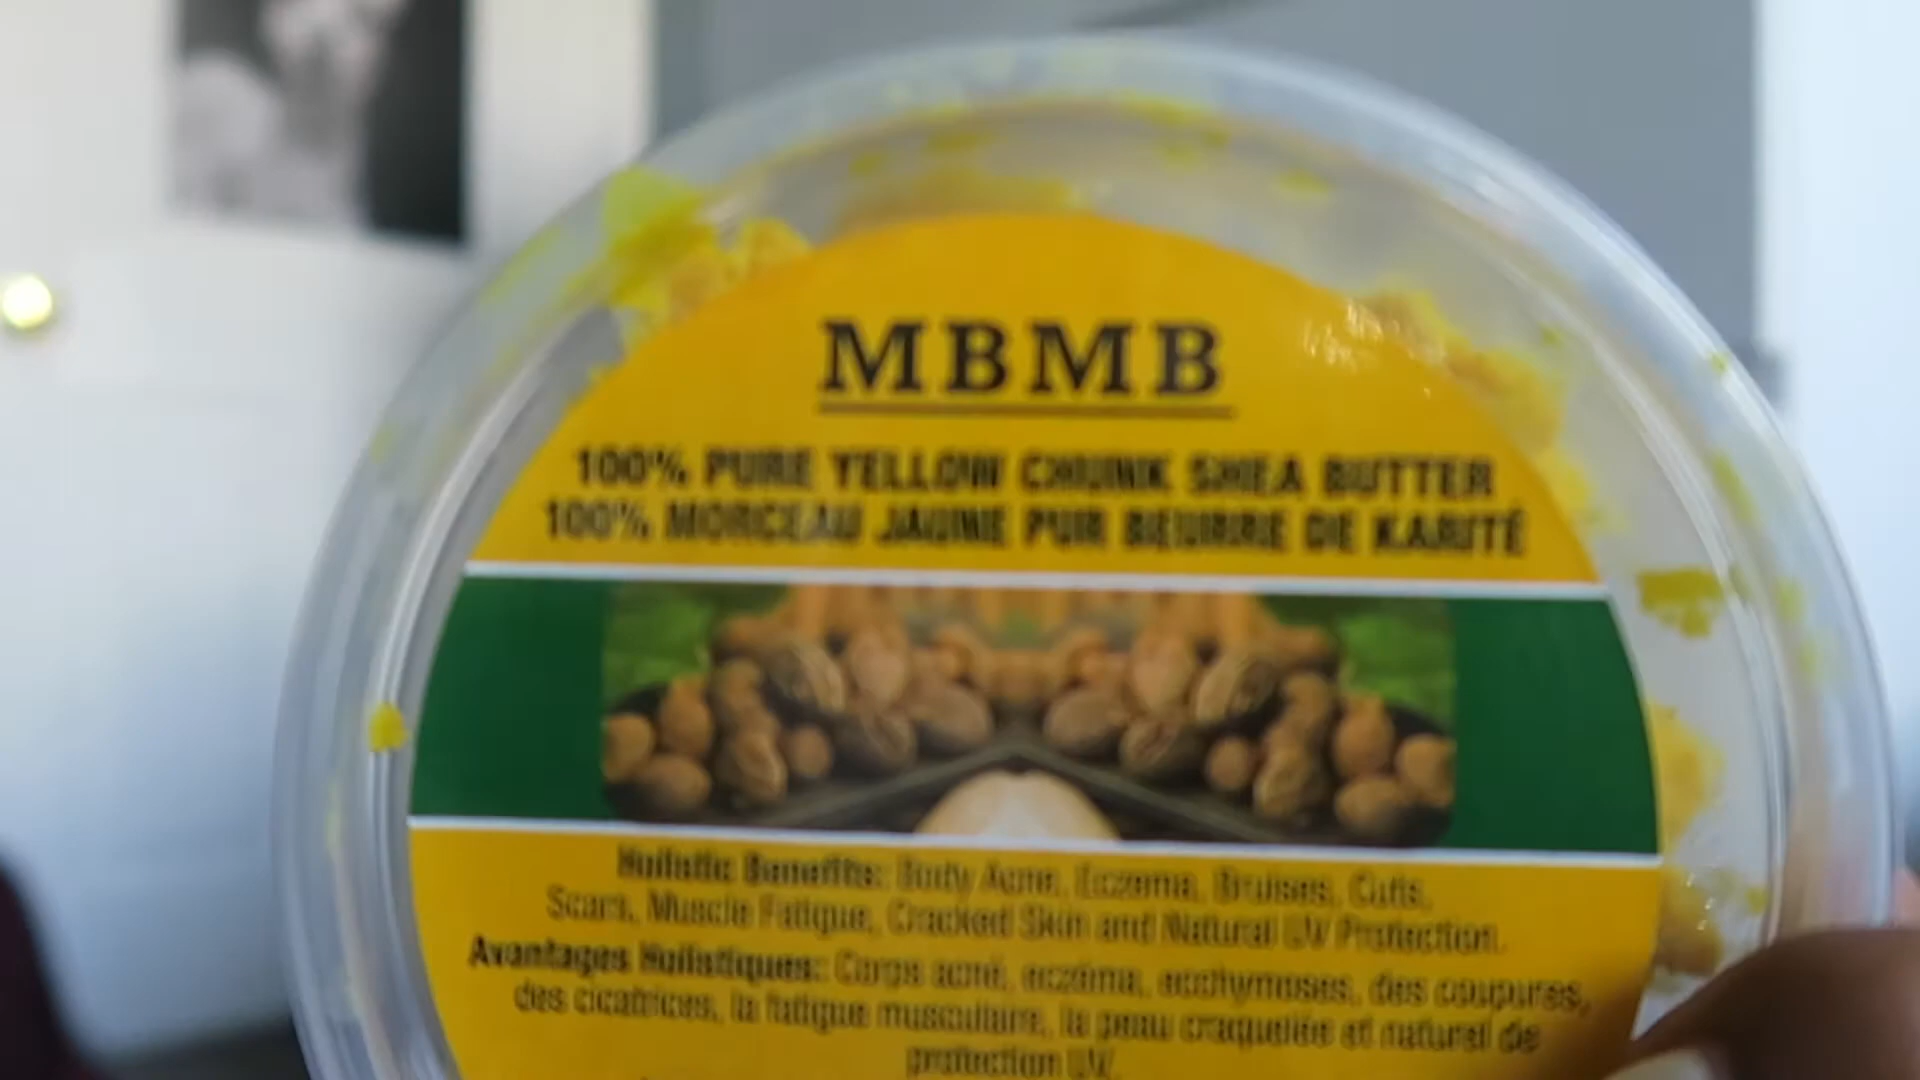 MBMB
100% PURE YELLOW CHUNK SHEA BUTTER
100% MORCEAU JAUNE PUR BEURRE DE KARITÉ
Holistic Benefits: Body Acne, Eczema, Bruises, Cuts,
Scars, Muscle Fatique, Cracked Skin and Natural UV Protection.
Avantages Holistiques: Corps acné, eczéma, ecchymoses, des coupures,
des cicatrices, la fatigue musculaire, la peau craquelée et naturel de
protection UV